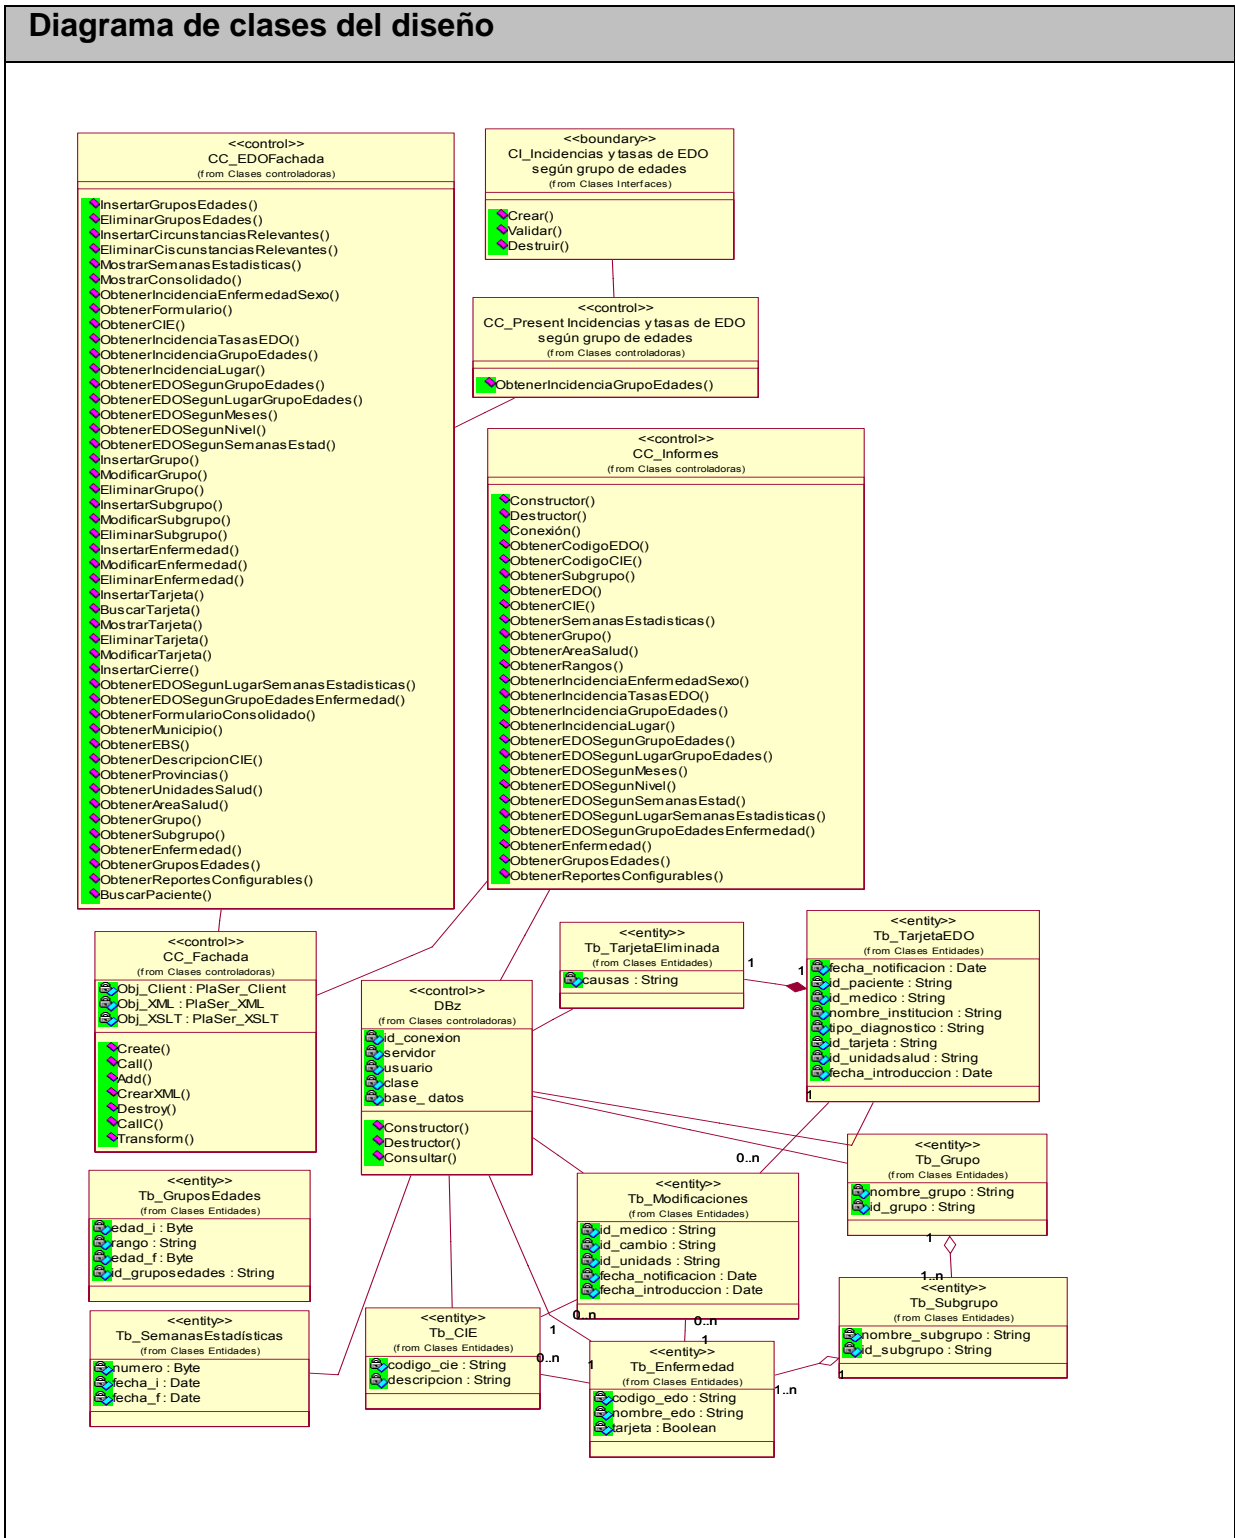 Diagrama de clases del diseño
<<control>>
CC_EDOFachada
(from Clases controladoras)
InsertarGruposEdades()
EliminarGruposEdades()
InsertarCircunstanciasRelevantes()
EliminarCiscunstanciasRelevantes()
MostrarSemanasEstadisticas()
MostrarConsolidado()
ObtenerIncidenciaEnfermedadSexo()
ObtenerFormulario()
ObtenerCIE()
ObtenerIncidenciaTasasEDO()
ObtenerIncidenciaGrupoEdades()
ObtenerIncidenciaLugar()
ObtenerEDOSegunGrupoEdades()
ObtenerEDOSegunLugarGrupoEdades()
ObtenerEDOSegunMeses()
ObtenerEDOSegunNivel()
ObtenerEDOSegunSemanasEstad()
InsertarGrupo()
ModificarGrupo()
EliminarGrupo()
InsertarSubgrupo()
ModificarSubgrupo()
EliminarSubgrupo()
InsertarEnfermedad()
ModificarEnfermedad()
EliminarEnfermedad()
InsertarTarjeta()
BuscarTarjeta()
MostrarTarjeta()
EliminarTarjeta()
ModificarTarjeta()
InsertarCierre()
ObtenerEDOSegunLugarSemanasEstadisticas()
ObtenerEDOSegunGrupoEdadesEnfermedad()
ObtenerFormularioConsolidado()
ObtenerMunicipio()
ObtenerEBS()
ObtenerDescripcionCIE()
ObtenerProvincias()
ObtenerUnidadesSalud()
ObtenerAreaSalud()
ObtenerGrupo()
ObtenerSubgrupo()
ObtenerEnfermedad()
ObtenerGruposEdades()
ObtenerReportesConfigurables()
BuscarPaciente()
<<boundary>>
CI_Incidencias y tasas de EDO
según grupo de edades
(from Clases Interfaces)
Crear()
Validar()
Destruir()
<<control>>
CC_Present Incidencias y tasas de EDO
según grupo de edades
(from Clases controladoras)
ObtenerIncidenciaGrupoEdades()
<<control>>
CC_Informes
(from Clases controladoras)
Constructor()
Destructor()
Conexión()
ObtenerCodigoEDO()
ObtenerCodigoCIE()
ObtenerSubgrupo()
ObtenerEDO()
ObtenerCIE()
ObtenerSemanasEstadisticas()
ObtenerGrupo()
ObtenerAreaSalud()
ObtenerRangos()
ObtenerIncidenciaEnfermedadSexo()
ObtenerIncidenciaTasasEDO()
ObtenerIncidenciaGrupoEdades()
ObtenerIncidenciaLugar()
ObtenerEDOSegunGrupoEdades()
ObtenerEDOSegunLugarGrupoEdades()
ObtenerEDOSegunMeses()
ObtenerEDOSegunNivel()
ObtenerEDOSegunSemanasEstad()
ObtenerEDOSegunLugarSemanasEstadisticas()
ObtenerEDOSegunGrupoEdadesEnfermedad()
ObtenerEnfermedad()
ObtenerGruposEdades()
ObtenerReportesConfigurables()
<<control>>
CC_Fachada
(from Clases controladoras)
Obj_Client : PlaSer_Client
Obj_XML : PlaSer_XML
Obj_XSLT : PlaSer_XSLT
Create()
Call()
Add()
CrearXML()
Destroy()
CallC()
Transform()
<<control>>
DBz
(from Clases controladoras)
id_conexion
servidor
usuario
clase
base_ datos
Constructor()
Destructor()
Consultar()
<<entity>>
Tb_TarjetaEliminada
(from Clases Entidades)
causas : String
1
1
<<entity>>
Tb_TarjetaEDO
(from Clases Entidades)
fecha_notificacion : Date
id_paciente : String
id_medico : String
nombre_institucion : String
tipo_diagnostico : String
id_tarjeta : String
id_unidadsalud : String
fecha_introduccion : Date
1
0..n
<<entity>>
Tb_Grupo
(from Clases Entidades)
nombre_grupo : String
id_grupo : String
1
1..n
<<entity>>
Tb_GruposEdades
(from Clases Entidades)
edad_i : Byte
rango : String
edad_f : Byte
id_gruposedades : String
<<entity>>
Tb_Modificaciones
(from Clases Entidades)
id_medico : String
id_cambio : String
id_unidads : String
fecha_notificacion : Date
fecha_introduccion : Date
0..n
0..n
<<entity>>
Tb_Subgrupo
(from Clases Entidades)
nombre_subgrupo : String
id_subgrupo : String
1
1..n
<<entity>>
Tb_SemanasEstadísticas
(from Clases Entidades)
numero : Byte
fecha_i : Date
fecha_f : Date
<<entity>>
Tb_CIE
(from Clases Entidades)
codigo_cie : String
descripcion : String
1
0..n
1
1
<<entity>>
Tb_Enfermedad
(from Clases Entidades)
codigo_edo : String
nombre_edo : String
tarjeta : Boolean